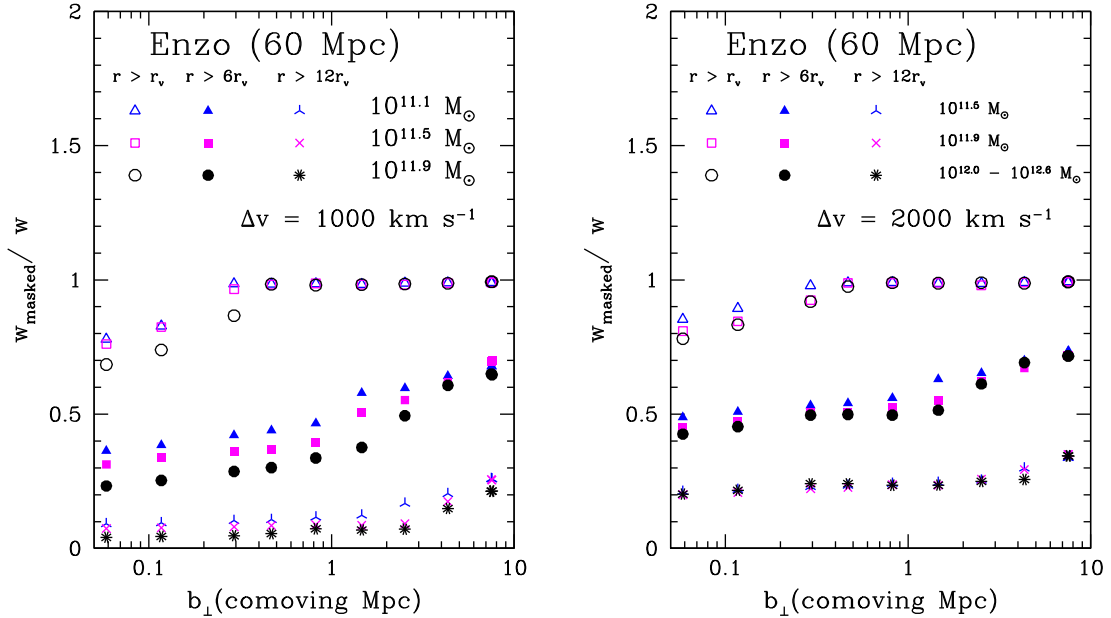 Enzo (60 Mpc)
r > r_v r > 6r_v r > 12r_v
10^11.1 M_⊙
10^11.5 M_⊙
10^11.9 M_⊙
Δv = 1000 km s^-1
2
1.5
1
0.5
0
w_masked / w
0.1 1 10
b_⊥(comoving Mpc)
Enzo (60 Mpc)
r > r_v r > 6r_v r > 12r_v
10^11.5 M_⊙
10^11.9 M_⊙
10^12.0 − 10^12.6 M_⊙
Δv = 2000 km s^-1
2
1.5
1
0.5
0
w_masked / w
0.1 1 10
b_⊥(comoving Mpc)